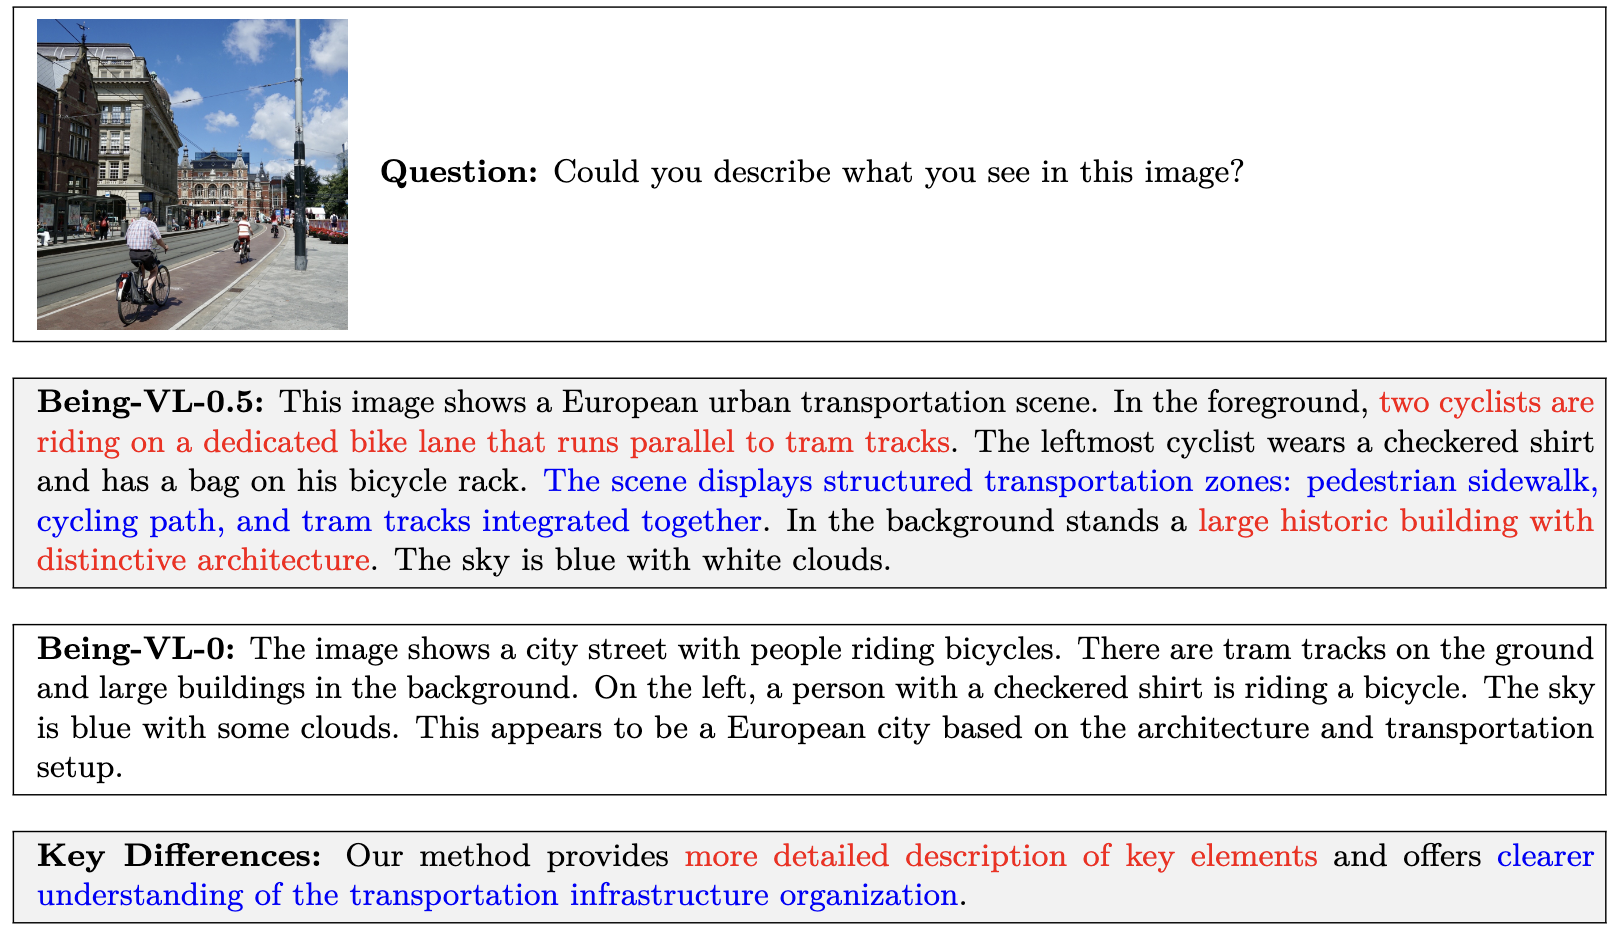 Question: Could you describe what you see in this image?
Being-VL-0.5: This image shows a European urban transportation scene. In the foreground, two cyclists are
riding on a dedicated bike lane that runs parallel to tram tracks. The leftmost cyclist wears a checkered shirt
and has a bag on his bicycle rack. The scene displays structured transportation zones: pedestrian sidewalk,
cycling path, and tram tracks integrated together. In the background stands a large historic building with
distinctive architecture. The sky is blue with white clouds.
Being-VL-0: The image shows a city street with people riding bicycles. There are tram tracks on the ground
and large buildings in the background. On the left, a person with a checkered shirt is riding a bicycle. The sky
is blue with some clouds. This appears to be a European city based on the architecture and transportation
setup.
Key Differences: Our method provides more detailed description of key elements and offers clearer
understanding of the transportation infrastructure organization.